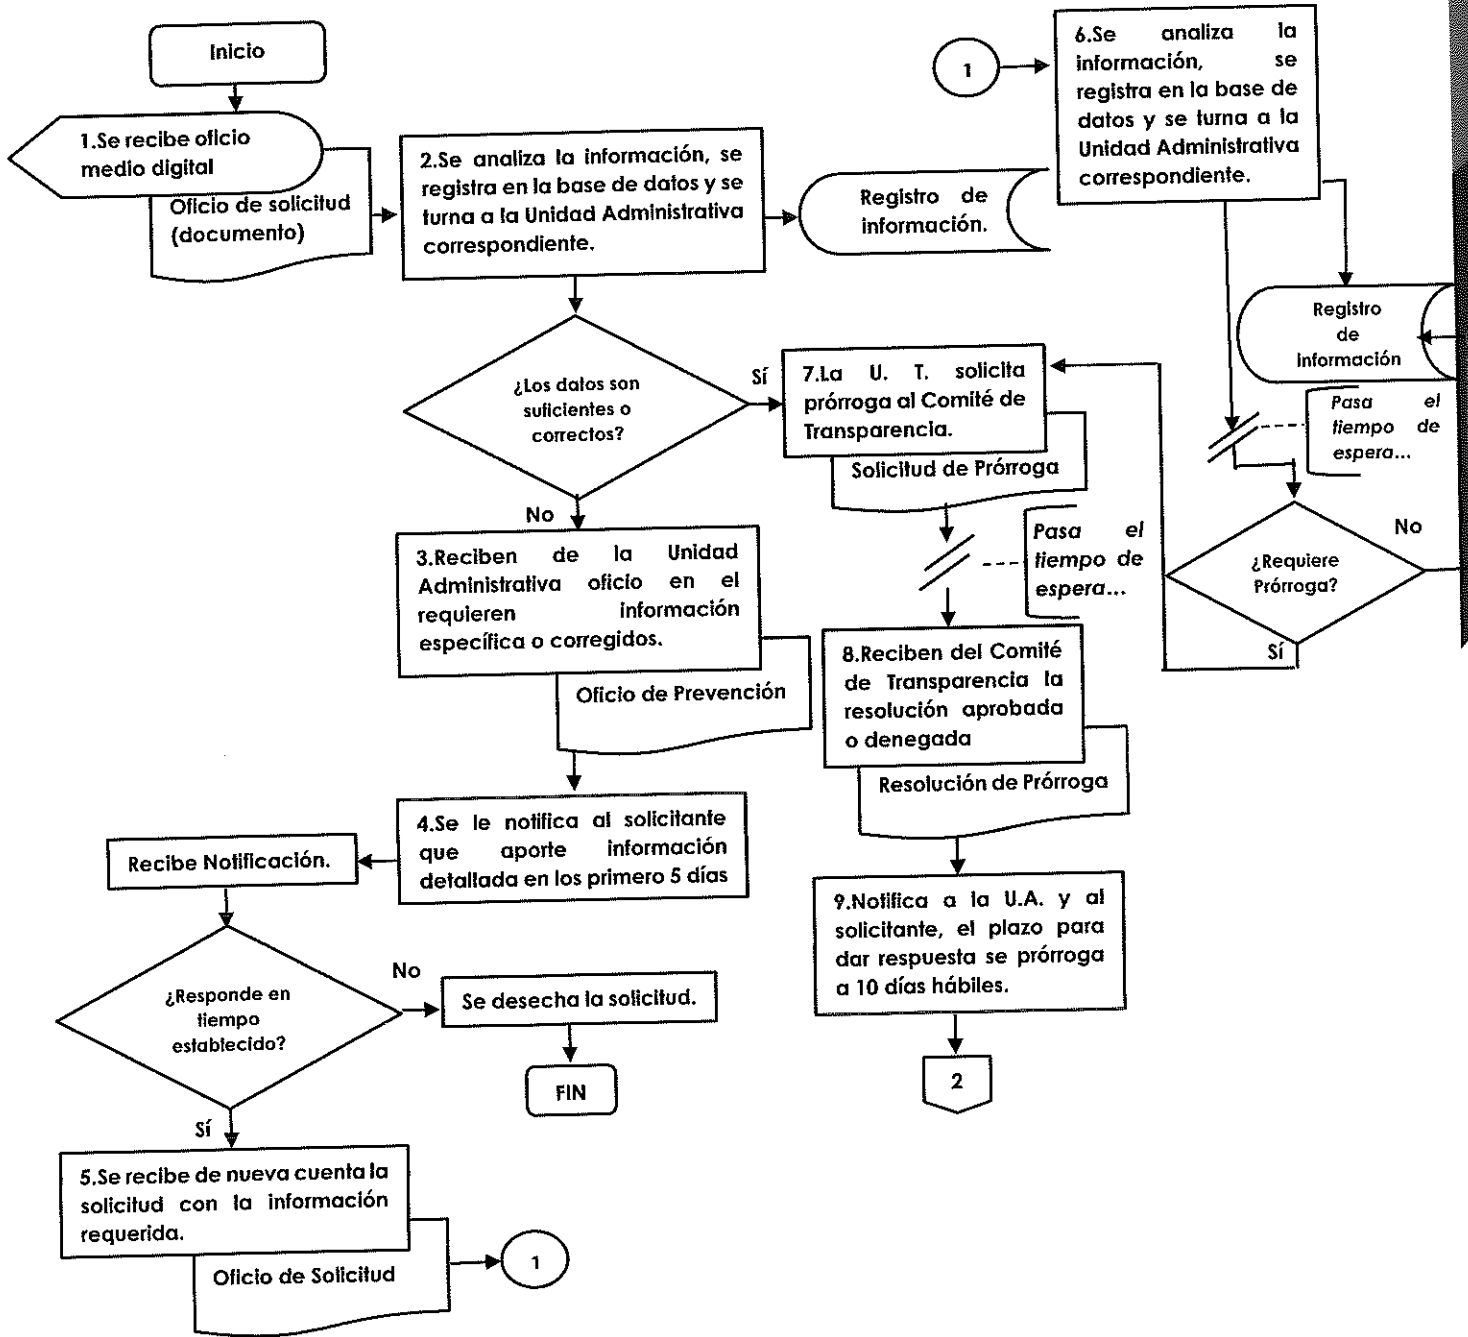 Inicio
1.Se recibe oficio
medio digital
Oficio de solicitud
(documento)
2.Se analiza la información, se
registra en la base de datos y se
turna a la Unidad Administrativa
correspondiente.
Registro de
información.
¿Los datos son
suficientes o
correctos?
Sí
No
3.Reciben de la Unidad
Administrativa oficio en el
requieren información
específica o corregidos.
Oficio de Prevención
4.Se le notifica al solicitante
que aporte información
detallada en los primero 5 días
Recibe Notificación.
¿Responde en
tiempo
establecido?
No
Se desecha la solicitud.
FIN
Sí
5.Se recibe de nueva cuenta la
solicitud con la información
requerida.
Oficio de Solicitud
1
1
6.Se analiza la
información, se
registra en la base de
datos y se turna a la
Unidad Administrativa
correspondiente.
Registro
de
información
Pasa el
tiempo de
espera...
¿Requiere
Prórroga?
No
Sí
7.La U. T. solicita
prórroga al Comité de
Transparencia.
Solicitud de Prórroga
Pasa el
tiempo de
espera...
8.Reciben del Comité
de Transparencia la
resolución aprobada
o denegada
Resolución de Prórroga
9.Notifica a la U.A. y al
solicitante, el plazo para
dar respuesta se prórroga
a 10 días hábiles.
2